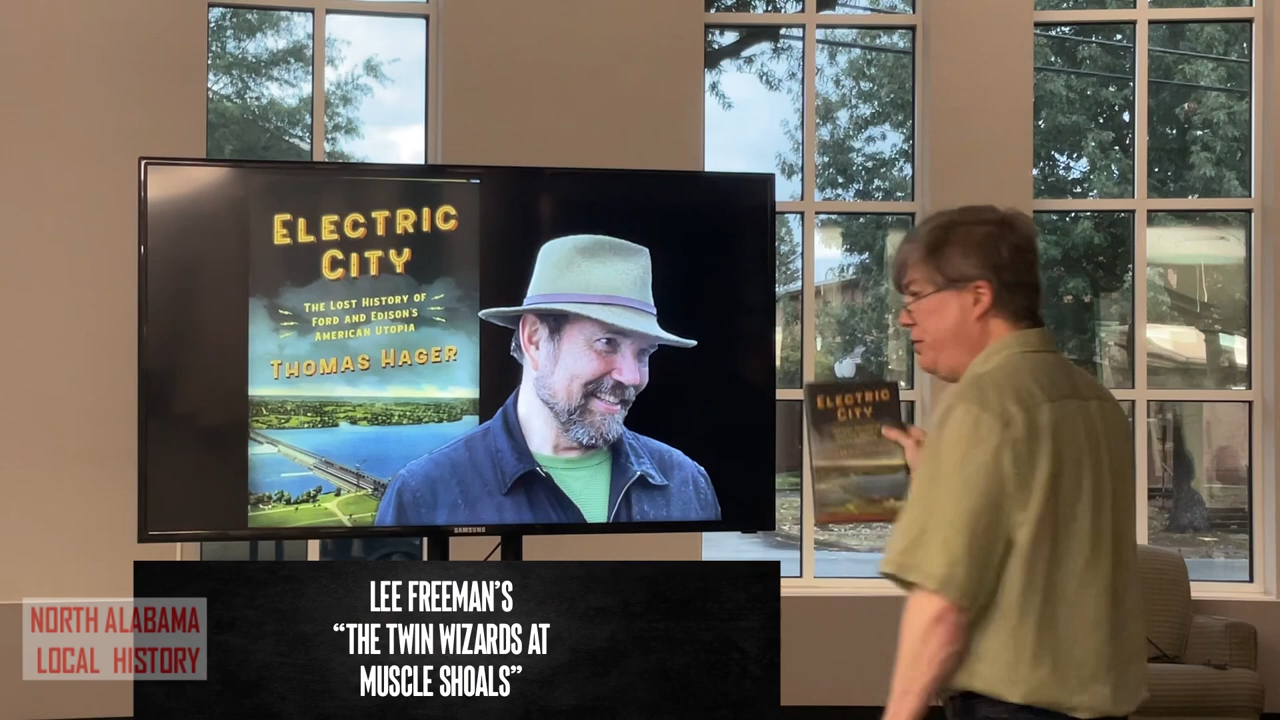 ELECTRIC
CITY
THE LOST HISTORY OF
FORD AND EDISON'S
AMERICAN UTOPIA
THOMAS HAGER
SAMSUNG
ELECTRIC
CITY
LEE FREEMAN'S
“THE TWIN WIZARDS AT
MUSCLE SHOALS”
NORTH ALABAMA
LOCAL HISTORY